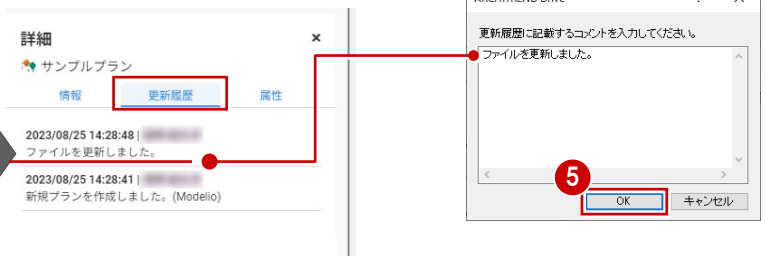 詳細
×
サンプルプラン
情報
更新履歴
属性
2023/08/25 14:28:48 |
ファイルを更新しました。
2023/08/25 14:28:41 |
新規プランを作成しました。(Modelio)
更新履歴に記載するコメントを入力してください。
ファイルを更新しました。
5
OK
キャンセル